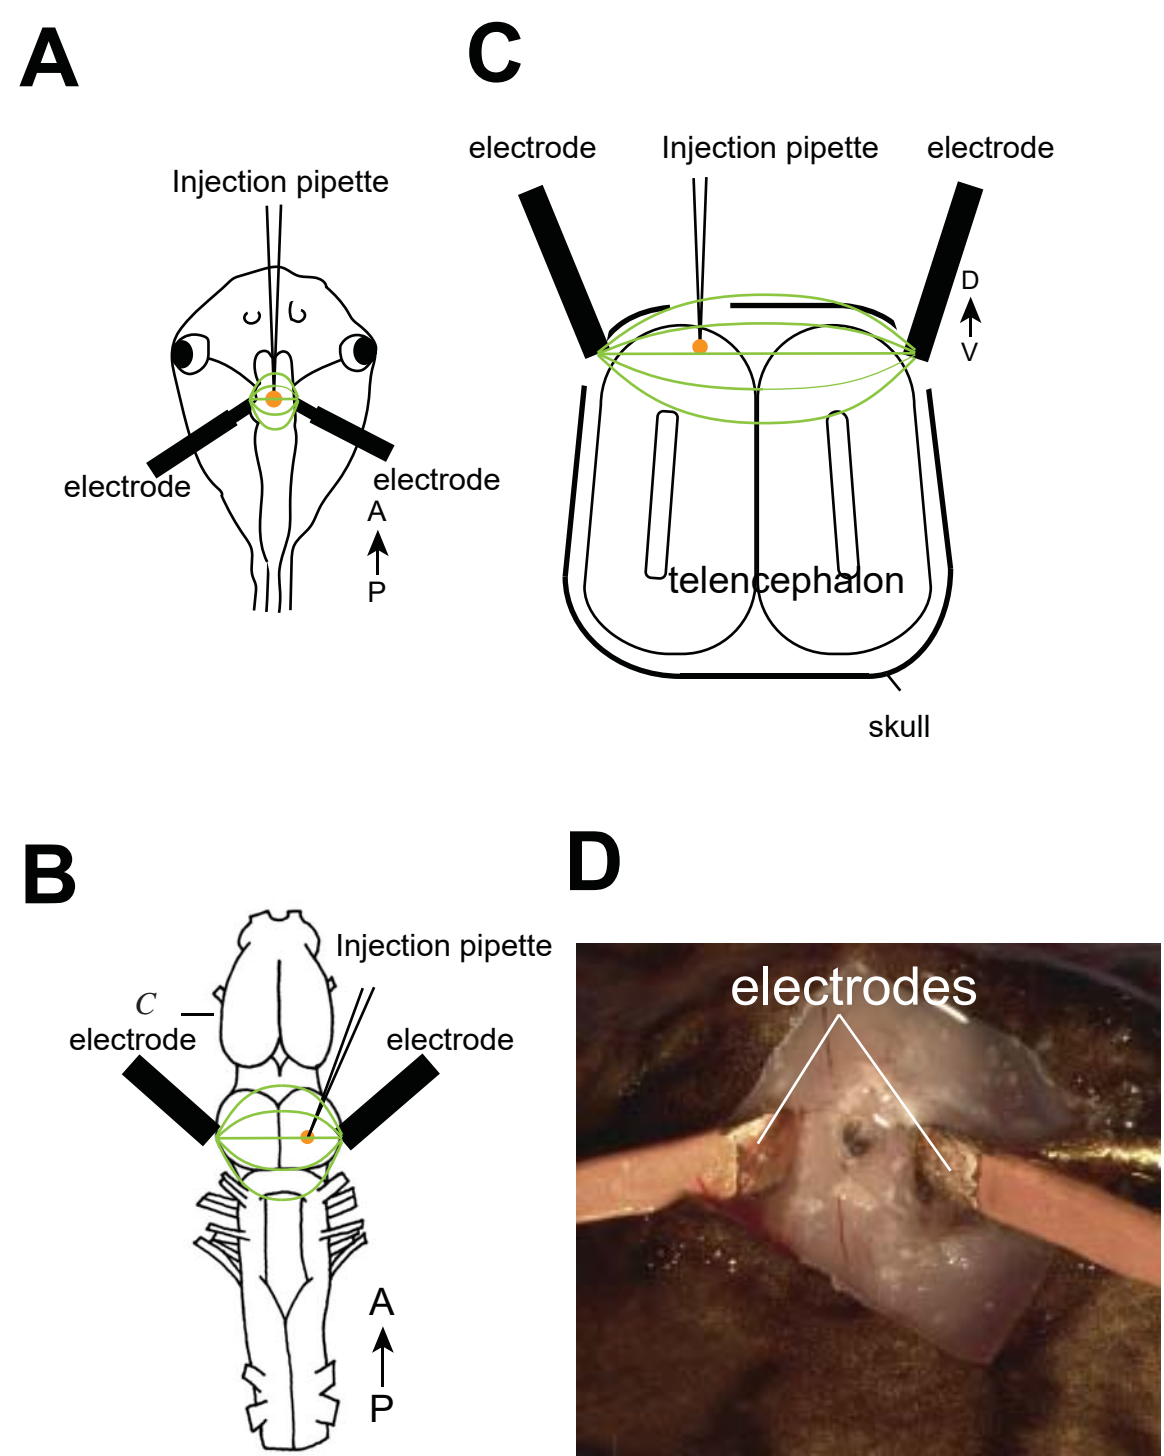 A
Injection pipette
electrode
electrode
A
P
C
electrode
Injection pipette
electrode
D
V
telencephalon
skull
B
Injection pipette
C
electrode
electrode
A
P
D
electrodes